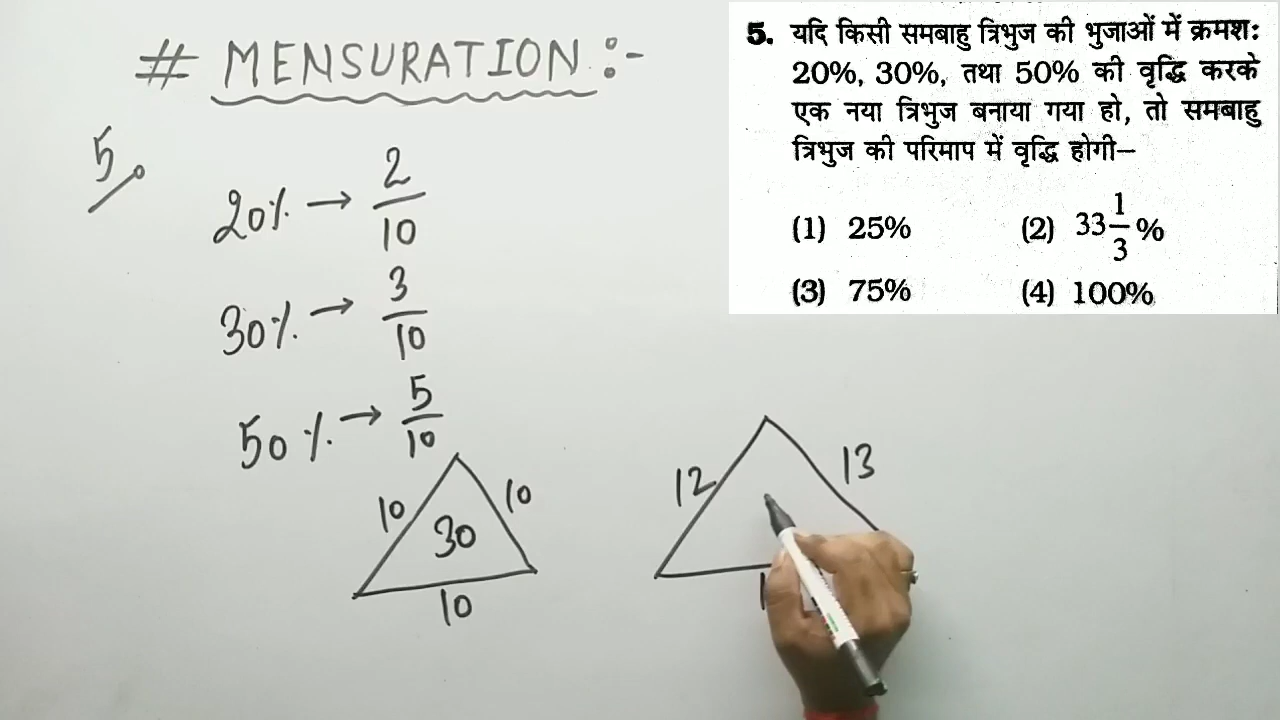 # MENSURATION :-
5.
20% → 2/10
30% → 3/10
50% → 5/10
10
10
30
10
12
13
5. यदि किसी समबाहु त्रिभुज की भुजाओं में क्रमश:
20%, 30%, तथा 50% की वृद्धि करके
एक नया त्रिभुज बनाया गया हो, तो समबाहु
त्रिभुज की परिमाप में वृद्धि होगी–
(1) 25% (2) 33 1/3 %
(3) 75% (4) 100%